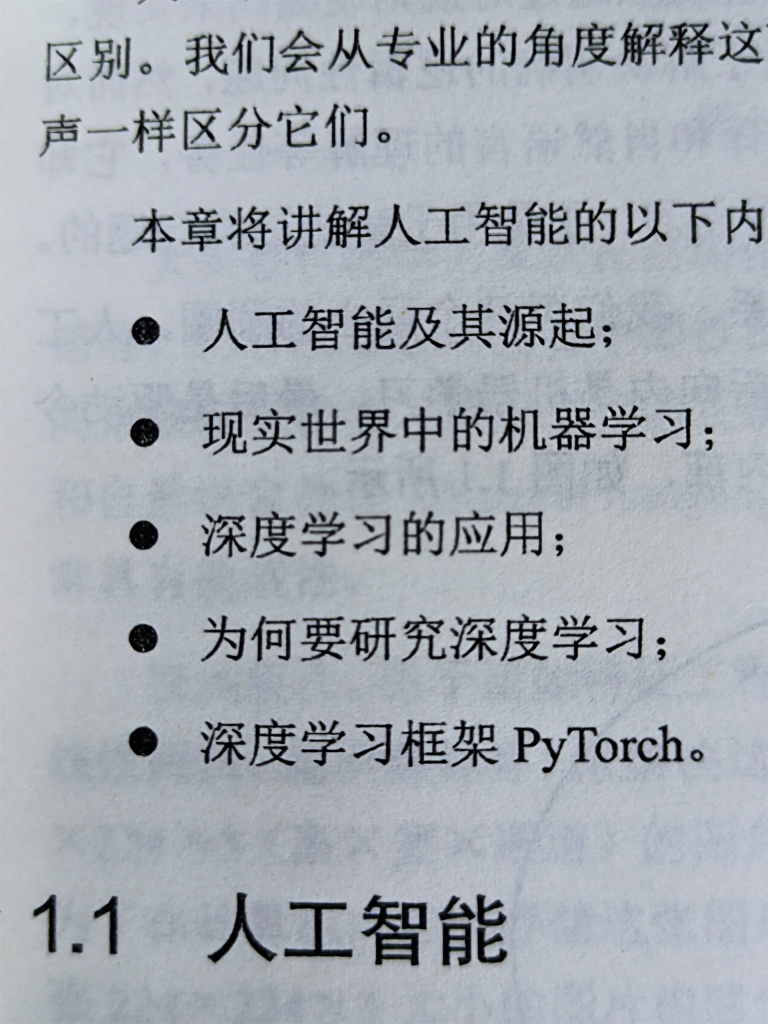 区别。我们会从专业的角度解释这
声一样区分它们。
本章将讲解人工智能的以下内
● 人工智能及其源起;
● 现实世界中的机器学习;
● 深度学习的应用;
● 为何要研究深度学习;
● 深度学习框架 PyTorch。
1.1 人工智能